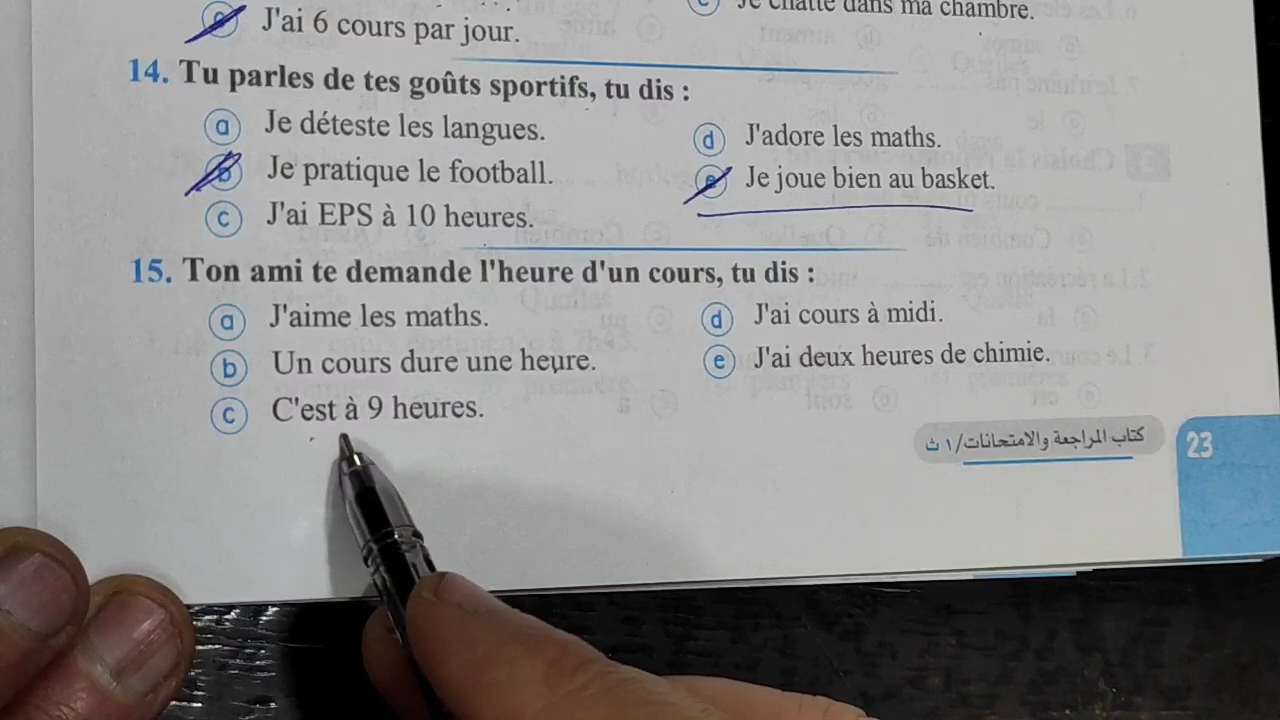 J'ai 6 cours par jour.
ⓒ Je chatte dans ma chambre.
14. Tu parles de tes goûts sportifs, tu dis :
ⓐ Je déteste les langues.
ⓑ Je pratique le football.
ⓒ J'ai EPS à 10 heures.
ⓓ J'adore les maths.
ⓔ Je joue bien au basket.
15. Ton ami te demande l'heure d'un cours, tu dis :
ⓐ J'aime les maths.
ⓑ Un cours dure une heure.
ⓒ C'est à 9 heures.
ⓓ J'ai cours à midi.
ⓔ J'ai deux heures de chimie.
كتاب المراجعة والامتحانات/ ١ ث
23